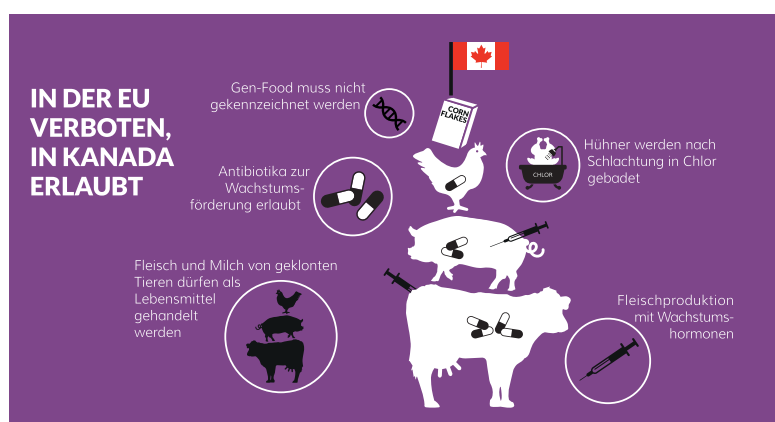 IN DER EU
VERBOTEN,
IN KANADA
ERLAUBT
Gen-Food muss nicht
gekennzeichnet werden
CORN
FLAKES
Hühner werden nach
Schlachtung in Chlor
gebadet
CHLOR
Antibiotika zur
Wachstums-
förderung erlaubt
Fleisch und Milch von geklonten
Tieren dürfen als
Lebensmittel
gehandelt
werden
Fleischproduktion
mit Wachstums-
hormonen